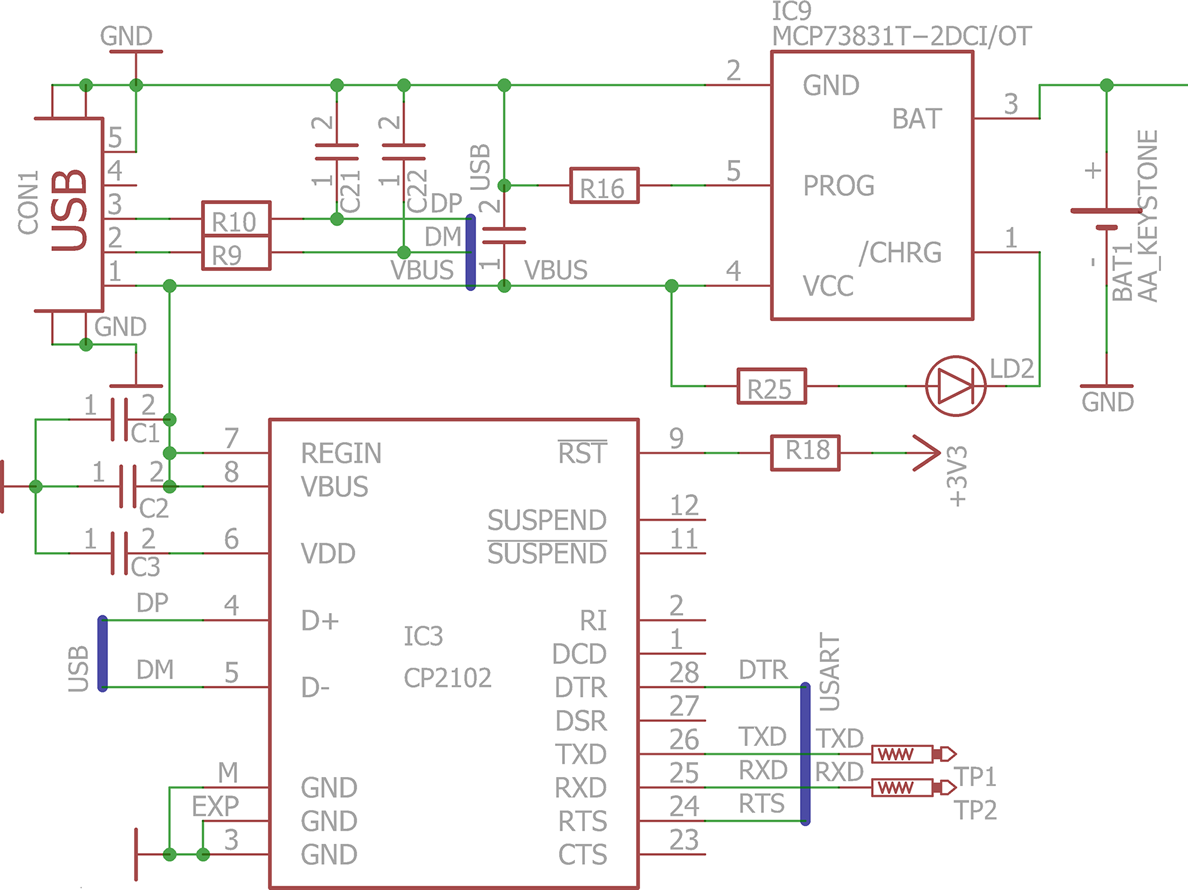 IC9
MCP73831T-2DCI/OT
GND
2
GND
3
BAT
5
PROG
1
/CHRG
4
VCC
+
-
BAT1
AA_KEYSTONE
GND
CON1
USB
5
4
3
2
1
R10
R9
2
1
C21
2
1
C22
USB
2
1
DP
DM
VBUS
VBUS
R16
R25
LD2
GND
1
2
C1
1
2
C2
1
2
C3
7
REGIN
8
VBUS
6
VDD
DP
4
D+
USB
DM
5
D-
IC3
CP2102
M
GND
EXP
GND
3
GND
RST
9
R18
+3V3
SUSPEND
12
SUSPEND
11
RI
2
DCD
1
DTR
28
DTR
DSR
27
TXD
26
TXD
TXD
RXD
25
RXD
RXD
RTS
24
RTS
CTS
23
USART
TP1
TP2